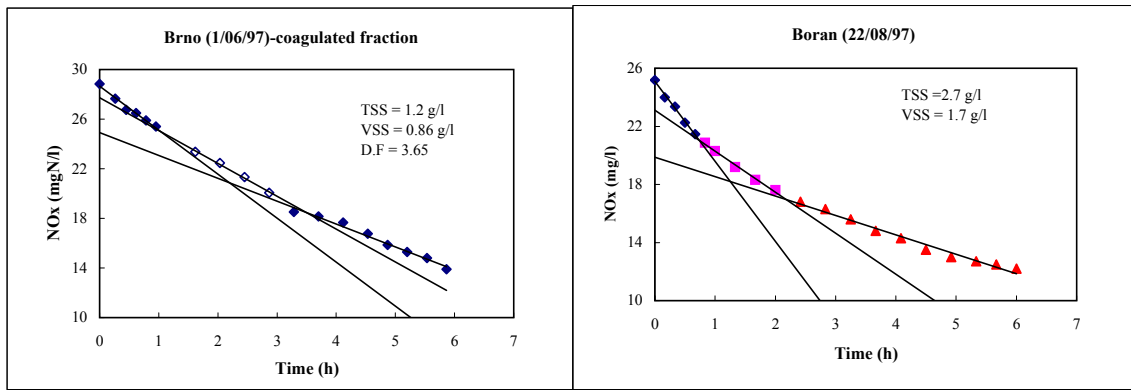 Brno (1/06/97)-coagulated fraction
30
26
22
18
14
10
NOx (mgN/l)
TSS = 1.2 g/l
VSS = 0.86 g/l
D.F = 3.65
0 1 2 3 4 5 6 7
Time (h)
Boran (22/08/97)
26
22
18
14
10
NOx (mg/l)
TSS =2.7 g/l
VSS = 1.7 g/l
0 1 2 3 4 5 6 7
Time (h)